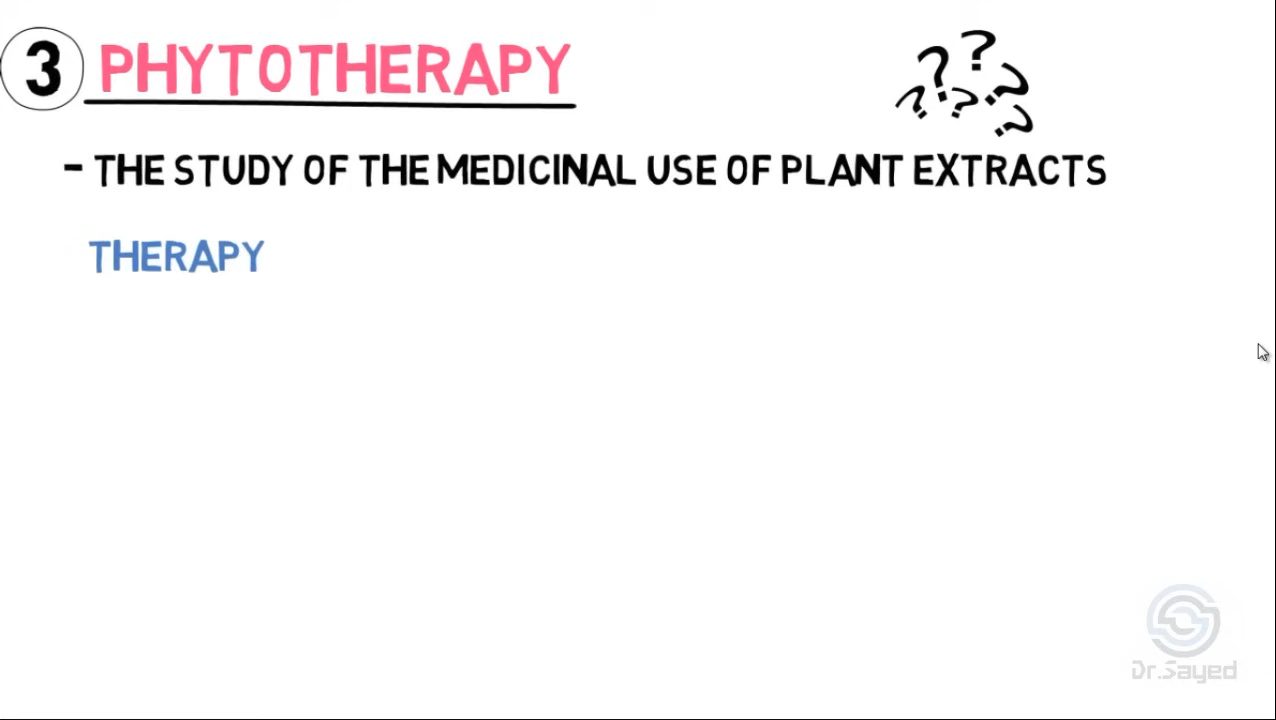 3 PHYTOTHERAPY
? ? ? ? ? ?
- THE STUDY OF THE MEDICINAL USE OF PLANT EXTRACTS
THERAPY
Dr.Sayed